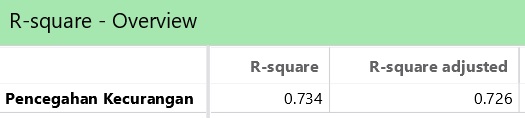 R-square - Overview
R-square R-square adjusted
Pencegahan Kecurangan 0.734 0.726